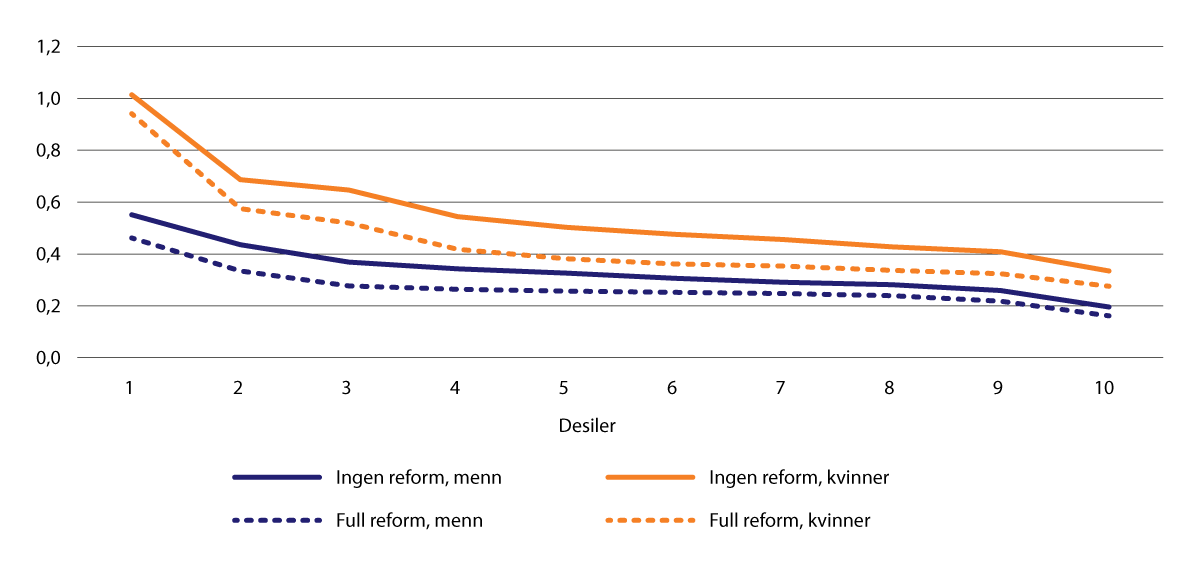 1,2
1,0
0,8
0,6
0,4
0,2
0,0
1 2 3 4 5 6 7 8 9 10
Desiler
Ingen reform, menn Ingen reform, kvinner
Full reform, menn Full reform, kvinner